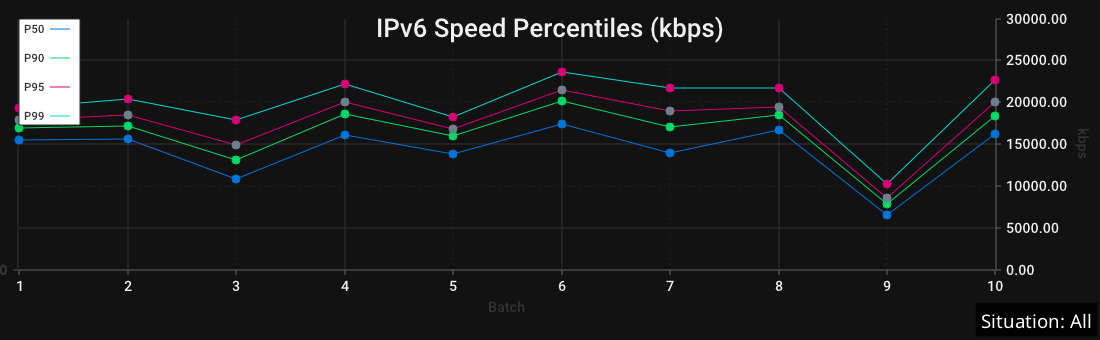 IPv6 Speed Percentiles (kbps)
P50
P90
P95
P99
30000.00
25000.00
20000.00
15000.00
10000.00
5000.00
0.00
kbps
0
1 2 3 4 5 6 7 8 9 10
Batch
Situation: All